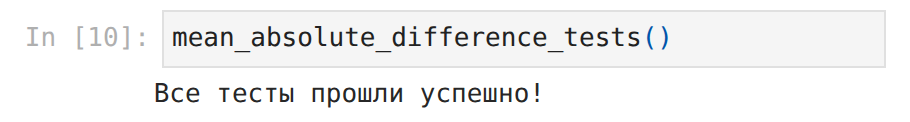 In [10]: mean_absolute_difference_tests()
Все тесты прошли успешно!